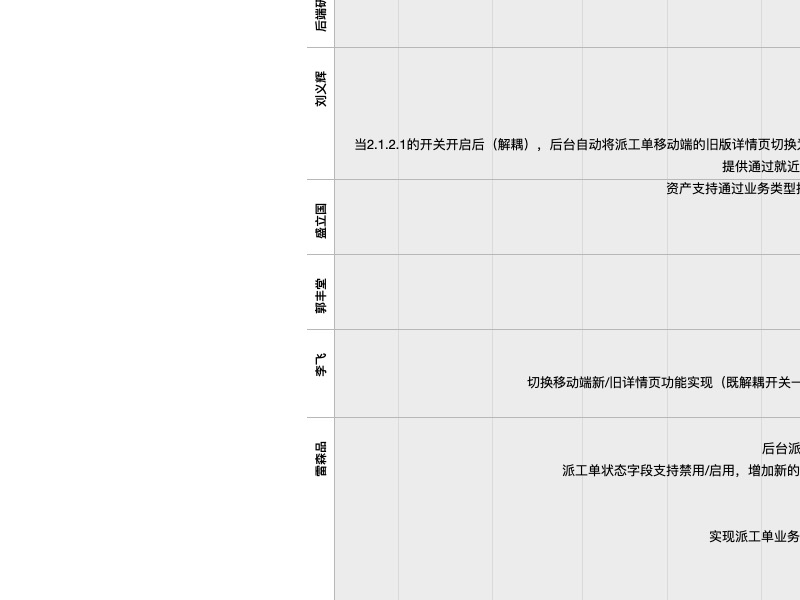 后端
刘义辉
当2.1.2.1的开关开启后（解耦），后台自动将派工单移动端的旧版详情页切换
提供通过就近
资产支持通过业务类型
盛立国
郭丰堂
李飞
切换移动端新/旧详情页功能实现（既解耦开关一
雷森品
后台派
派工单状态字段支持禁用/启用，增加新的
实现派工单业务